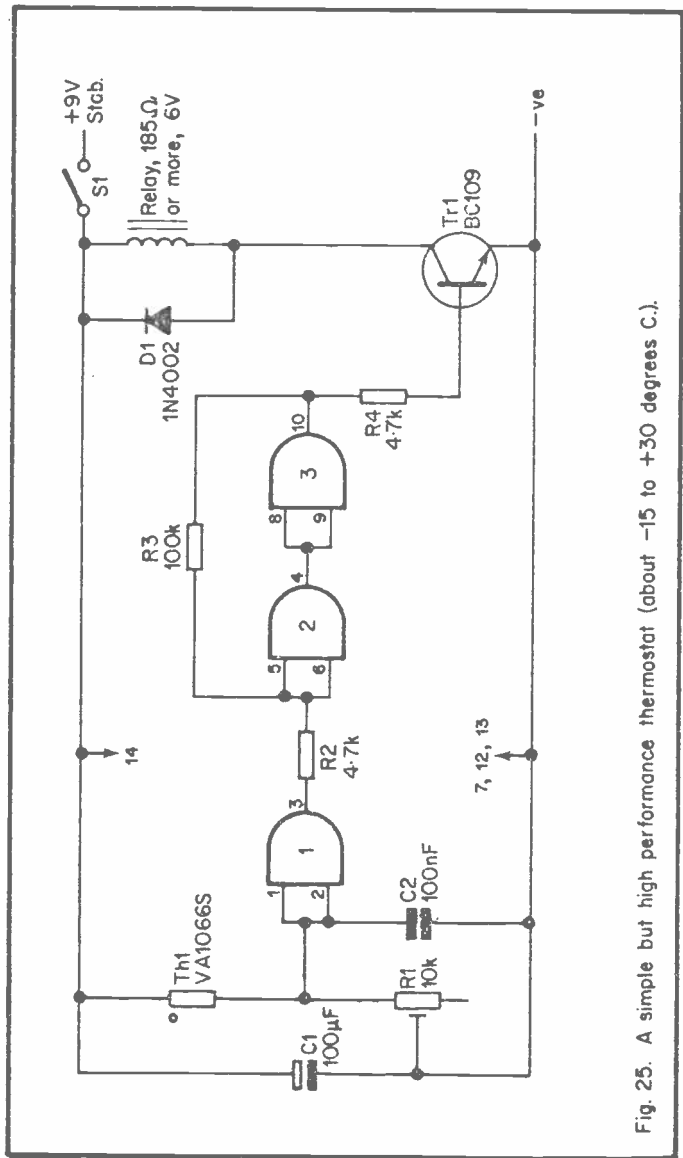 S1
+9V
Stab.
Relay, 185Ω
or more, 6V
D1
1N4002
Tr1
BC109
-ve
R3
100k
R4
4·7k
10
3
8
9
4
2
5
6
R2
4·7k
14
7, 12, 13
3
1
1
2
Th1
VA1066S
C2
100nF
C1
100µF
R1
10k
Fig. 25. A simple but high performance thermostat (about -15 to +30 degrees C.).